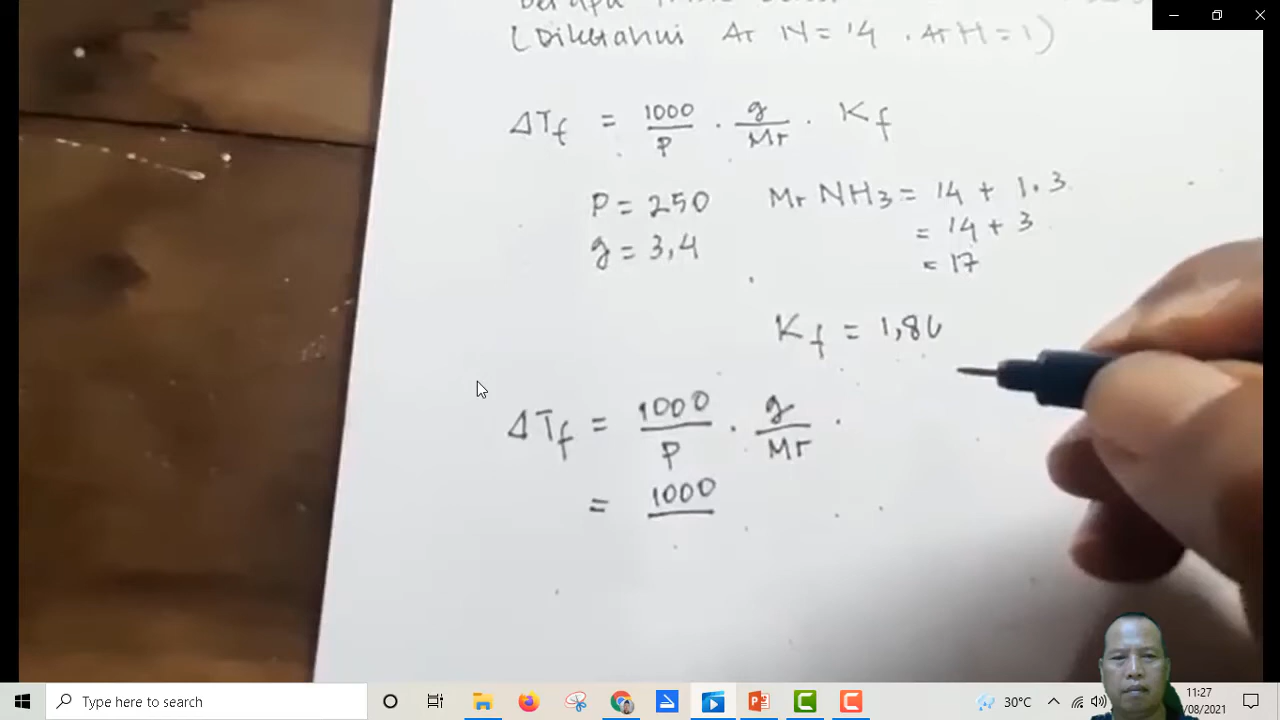 (Diketahui Ar N = 14 . Ar H = 1)
ΔTf = 1000/P . g/Mr . Kf
P = 250 Mr NH3 = 14 + 1.3
g = 3,4 = 14 + 3
= 17
Kf = 1,86
ΔTf = 1000/P . g/Mr .
= 1000
Type here to search
30°C
11:27
/08/2021